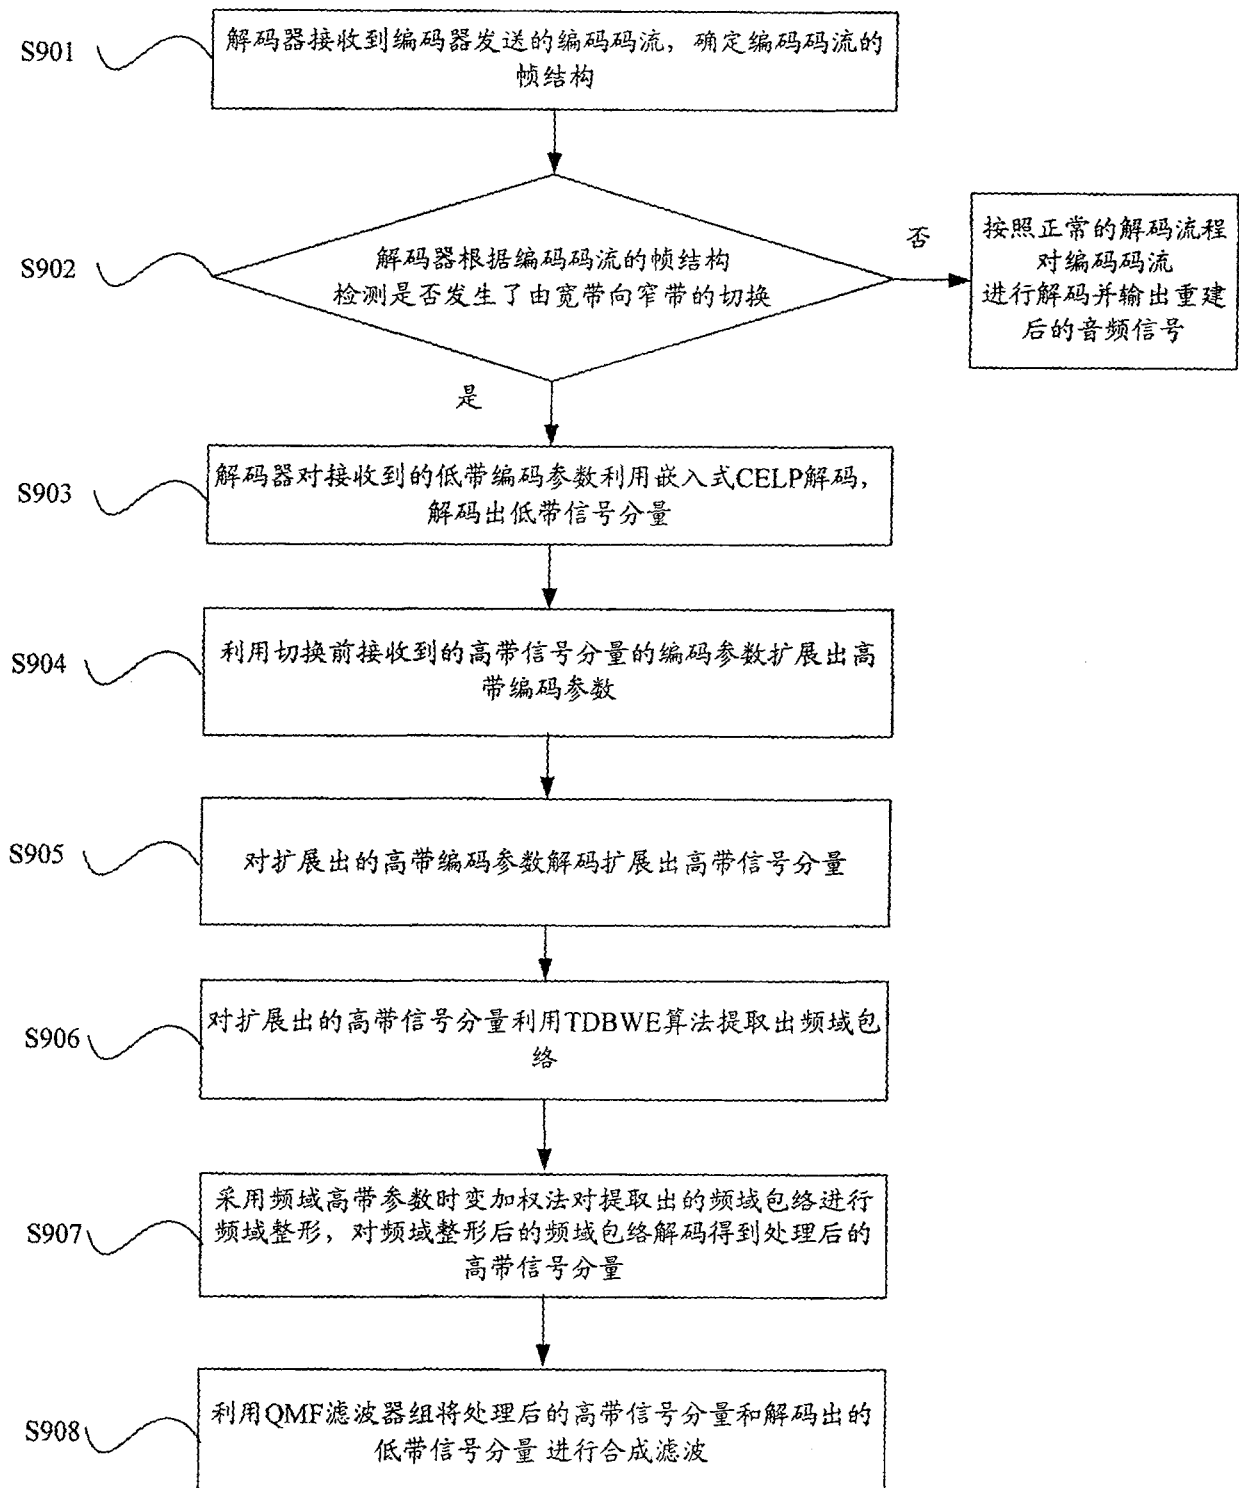 S901
解码器接收到编码器发送的编码码流，确定编码码流的
帧结构
S902
解码器根据编码码流的帧结构
检测是否发生了由宽带向窄带的切换
否
按照正常的解码流程
对编码码流
进行解码并输出重建
后的音频信号
是
S903
解码器对接收到的低带编码参数利用嵌入式CELP解码，
解码出低带信号分量
S904
利用切换前接收到的高带信号分量的编码参数扩展出高
带编码参数
S905
对扩展出的高带编码参数解码扩展出高带信号分量
S906
对扩展出的高带信号分量利用TDBWE算法提取出频域包
络
S907
采用频域高带参数时变加权法对提取出的频域包络进行
频域整形，对频域整形后的频域包络解码得到处理后的
高带信号分量
S908
利用QMF滤波器组将处理后的高带信号分量和解码出的
低带信号分量 进行合成滤波